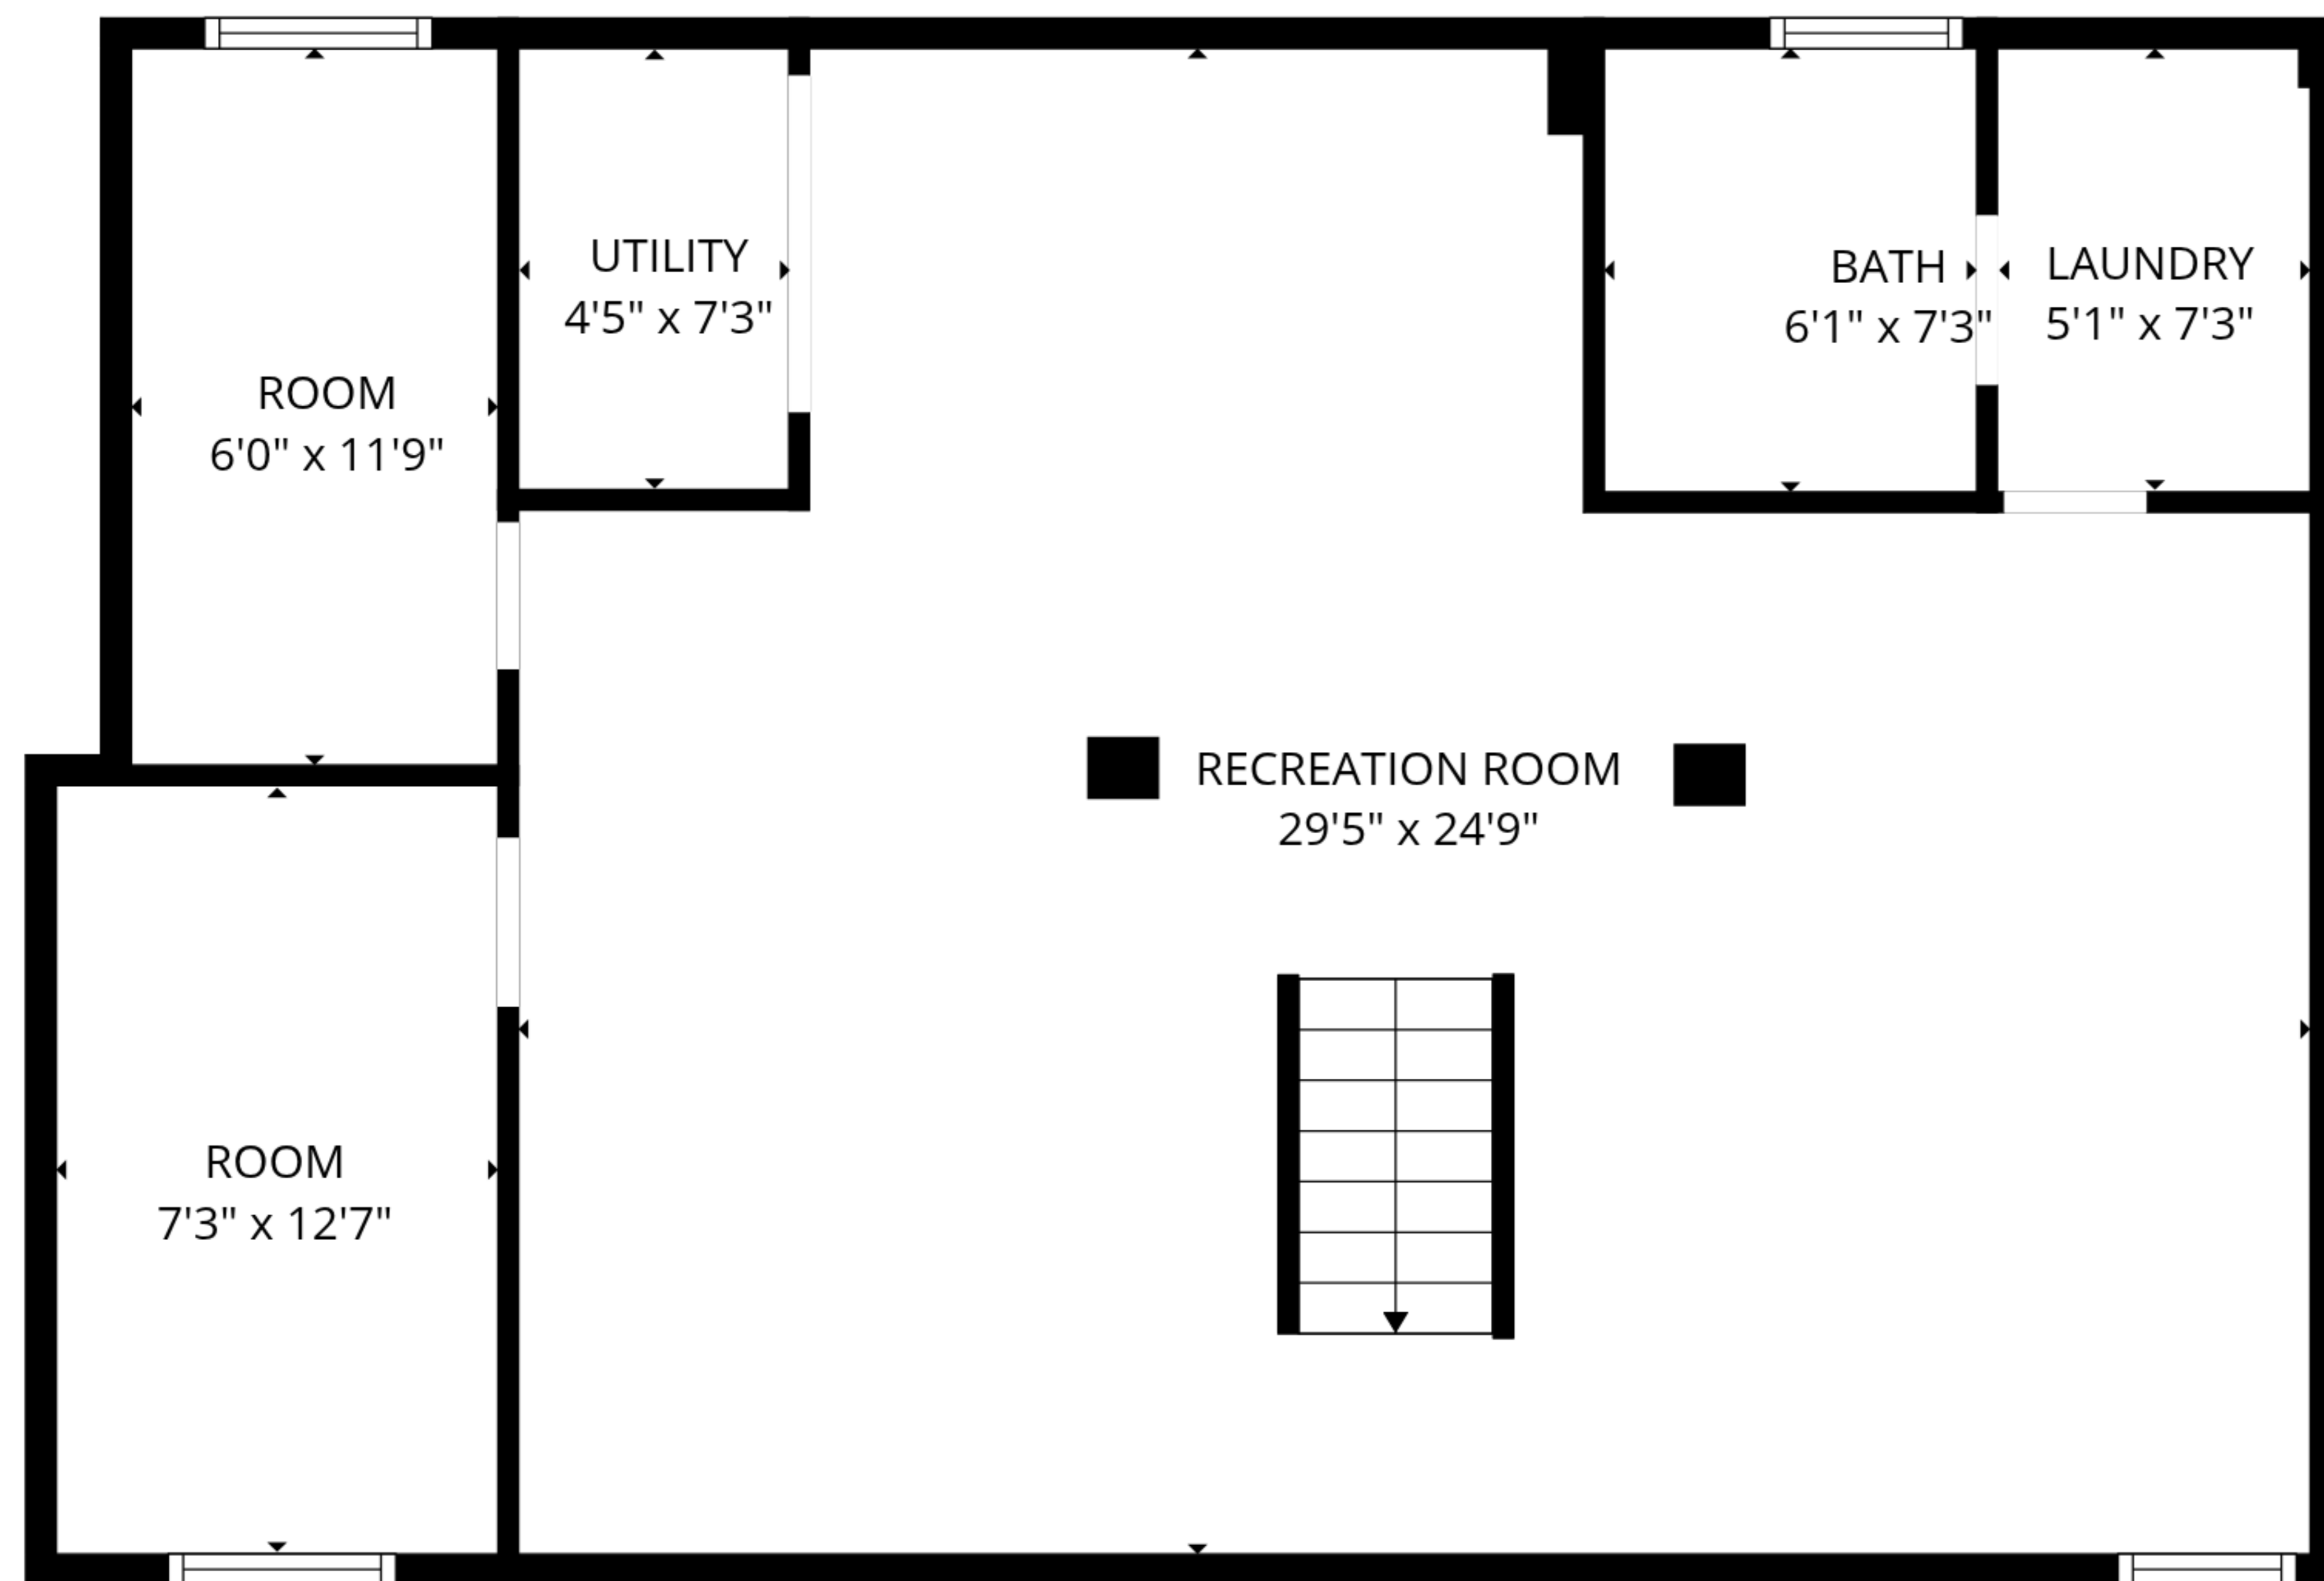 UTILITY
4'5" x 7'3"
BATH
6'1" x 7'3"
LAUNDRY
5'1" x 7'3"
ROOM
6'0" x 11'9"
RECREATION ROOM
29'5" x 24'9"
ROOM
7'3" x 12'7"